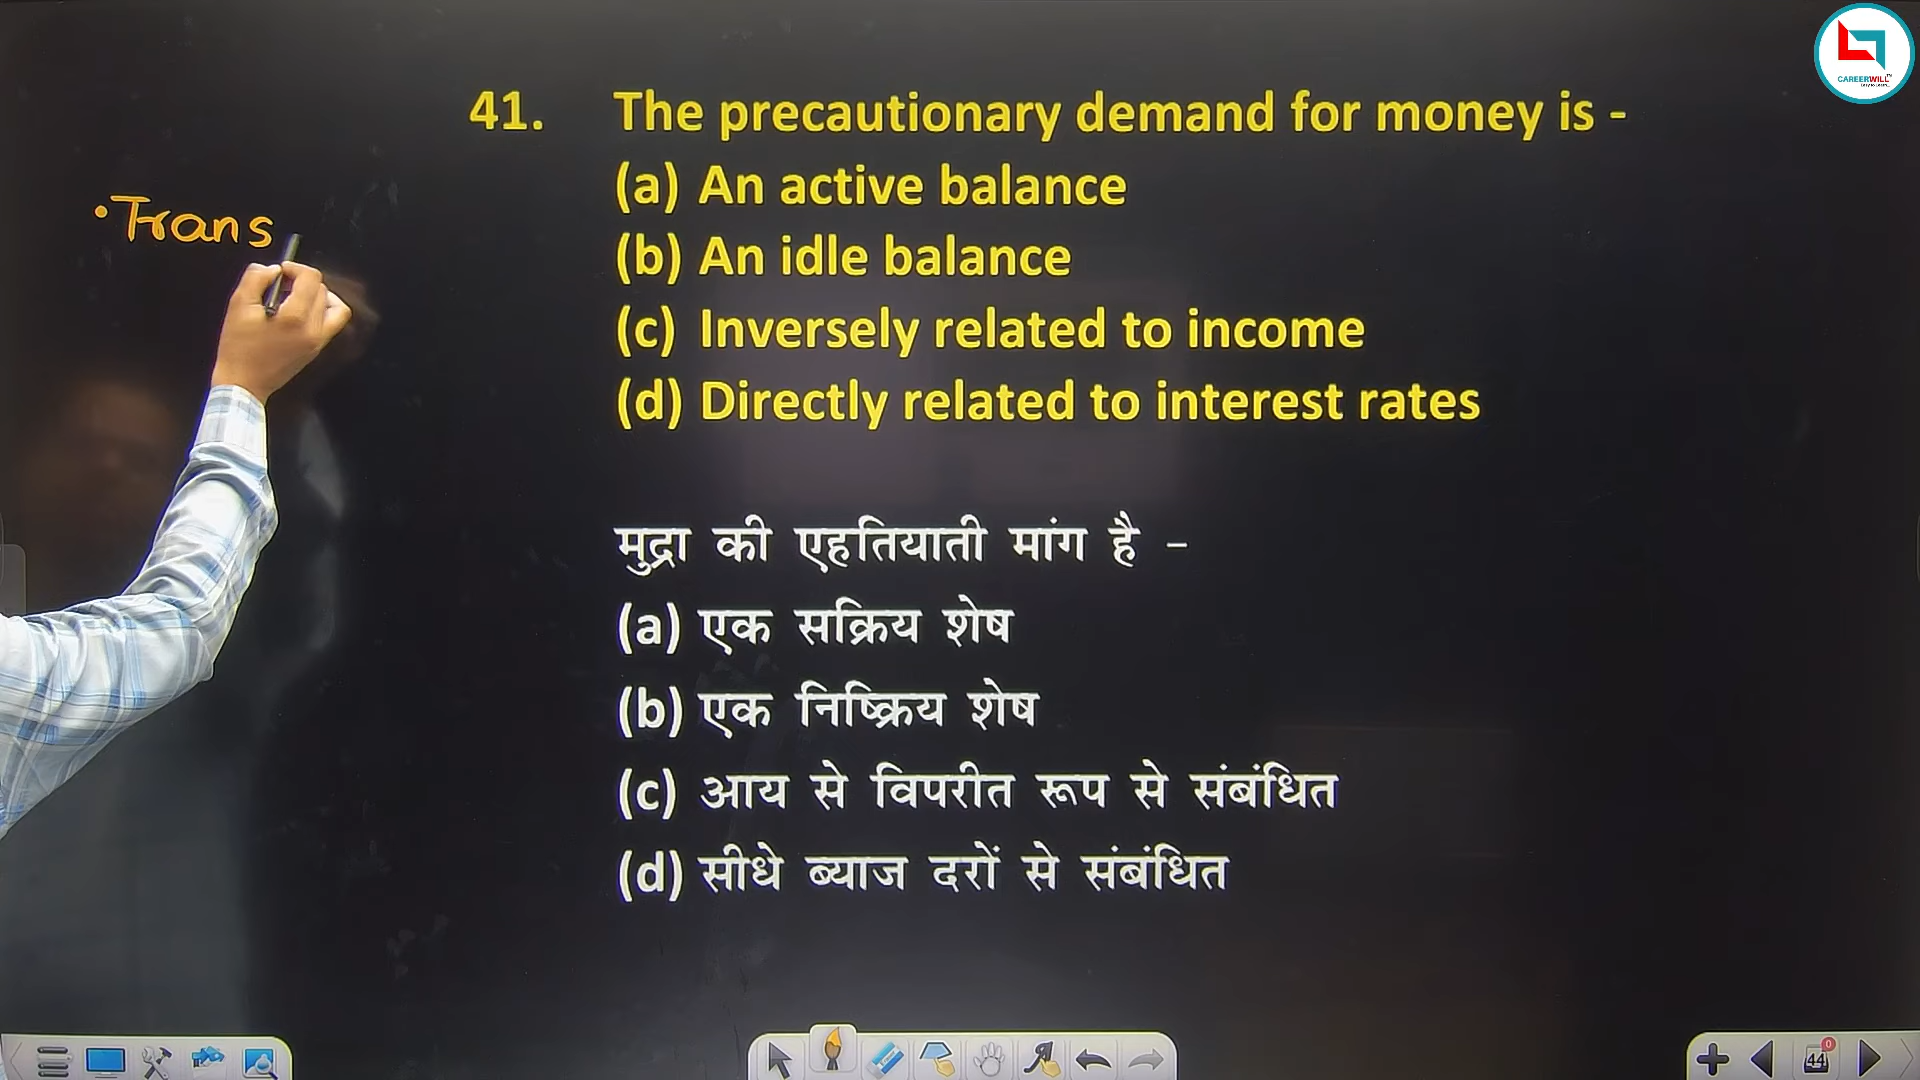 CAREERWILL
41. The precautionary demand for money is -
(a) An active balance
•Trans
(b) An idle balance
(c) Inversely related to income
(d) Directly related to interest rates
मुद्रा की एहतियाती मांग है –
(a) एक सक्रिय शेष
(b) एक निष्क्रिय शेष
(c) आय से विपरीत रूप से संबंधित
(d) सीधे ब्याज दरों से संबंधित
44
0